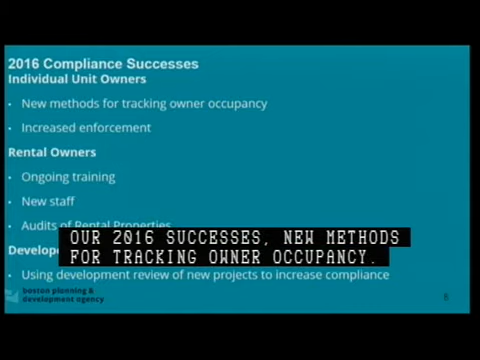 2016 Compliance Successes
Individual Unit Owners
• New methods for tracking owner occupancy
• Increased enforcement
Rental Owners
• Ongoing training
• New staff
• Audits of Rental Properties
OUR 2016 SUCCESSES, NEW METHODS
FOR TRACKING OWNER OCCUPANCY.
• Using development review of new projects to increase compliance
boston planning &
development agency